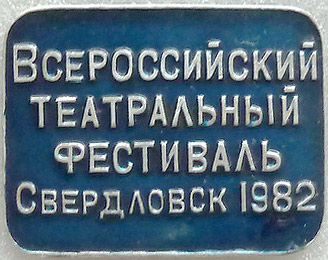 Всероссийский
театральный
фестиваль
Свердловск 1982